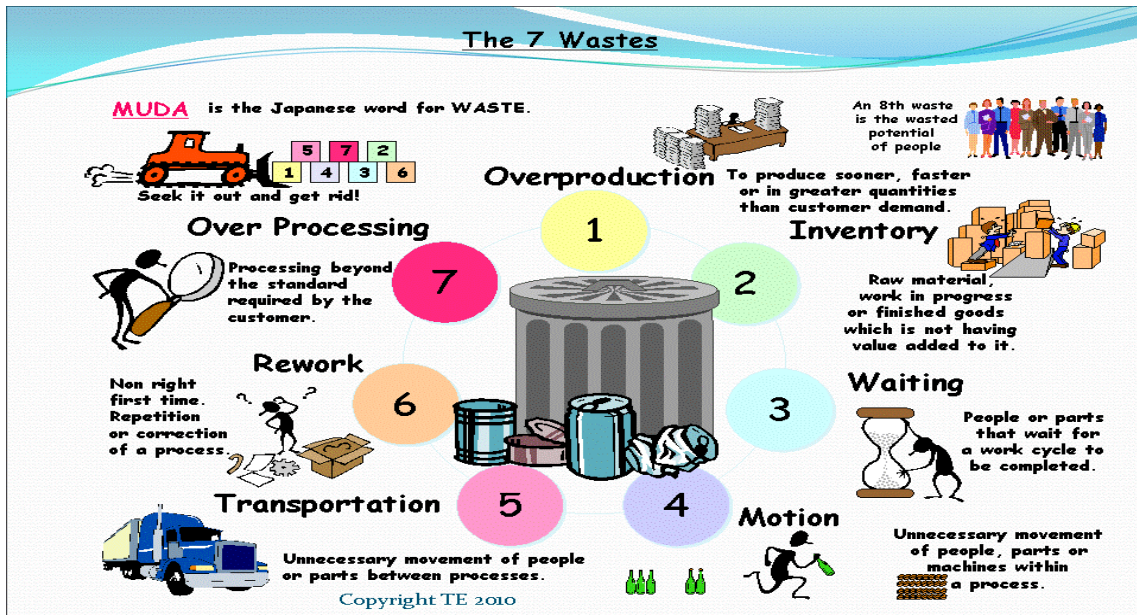 The 7 Wastes
MUDA is the Japanese word for WASTE.
5 7 2
1 4 3 6
Seek it out and get rid!
An 8th waste
is the wasted
potential
of people
Overproduction
To produce sooner, faster
or in greater quantities
than customer demand.
1
Inventory
2
Raw material,
work in progress
or finished goods
which is not having
value added to it.
Waiting
3
People or parts
that wait for
a work cycle to
be completed.
Motion
4
Unnecessary movement
of people, parts or
machines within
a process.
Transportation
5
Unnecessary movement of people
or parts between processes.
Rework
6
Non right
first time.
Repetition
or correction
of a process.
? ?
Over Processing
7
Processing beyond
the standard
required by the
customer.
Copyright TE 2010